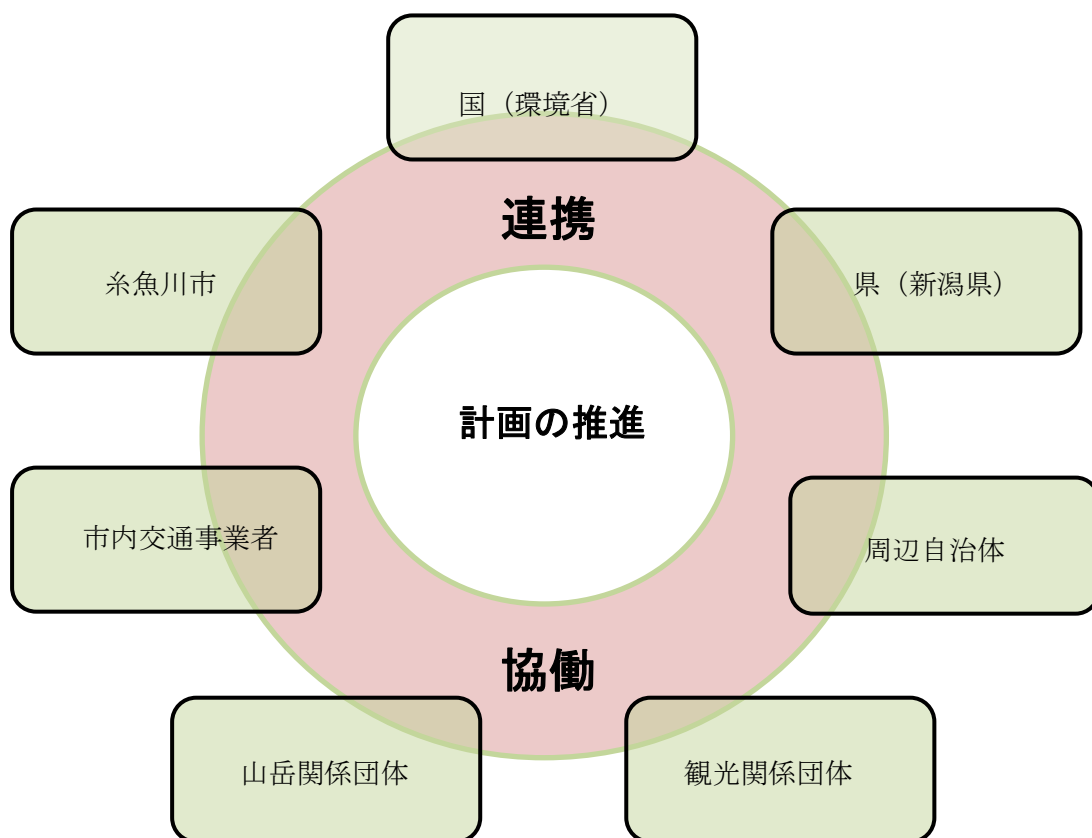 国（環境省）
連携
糸魚川市
県（新潟県）
計画の推進
市内交通事業者
周辺自治体
協働
山岳関係団体
観光関係団体